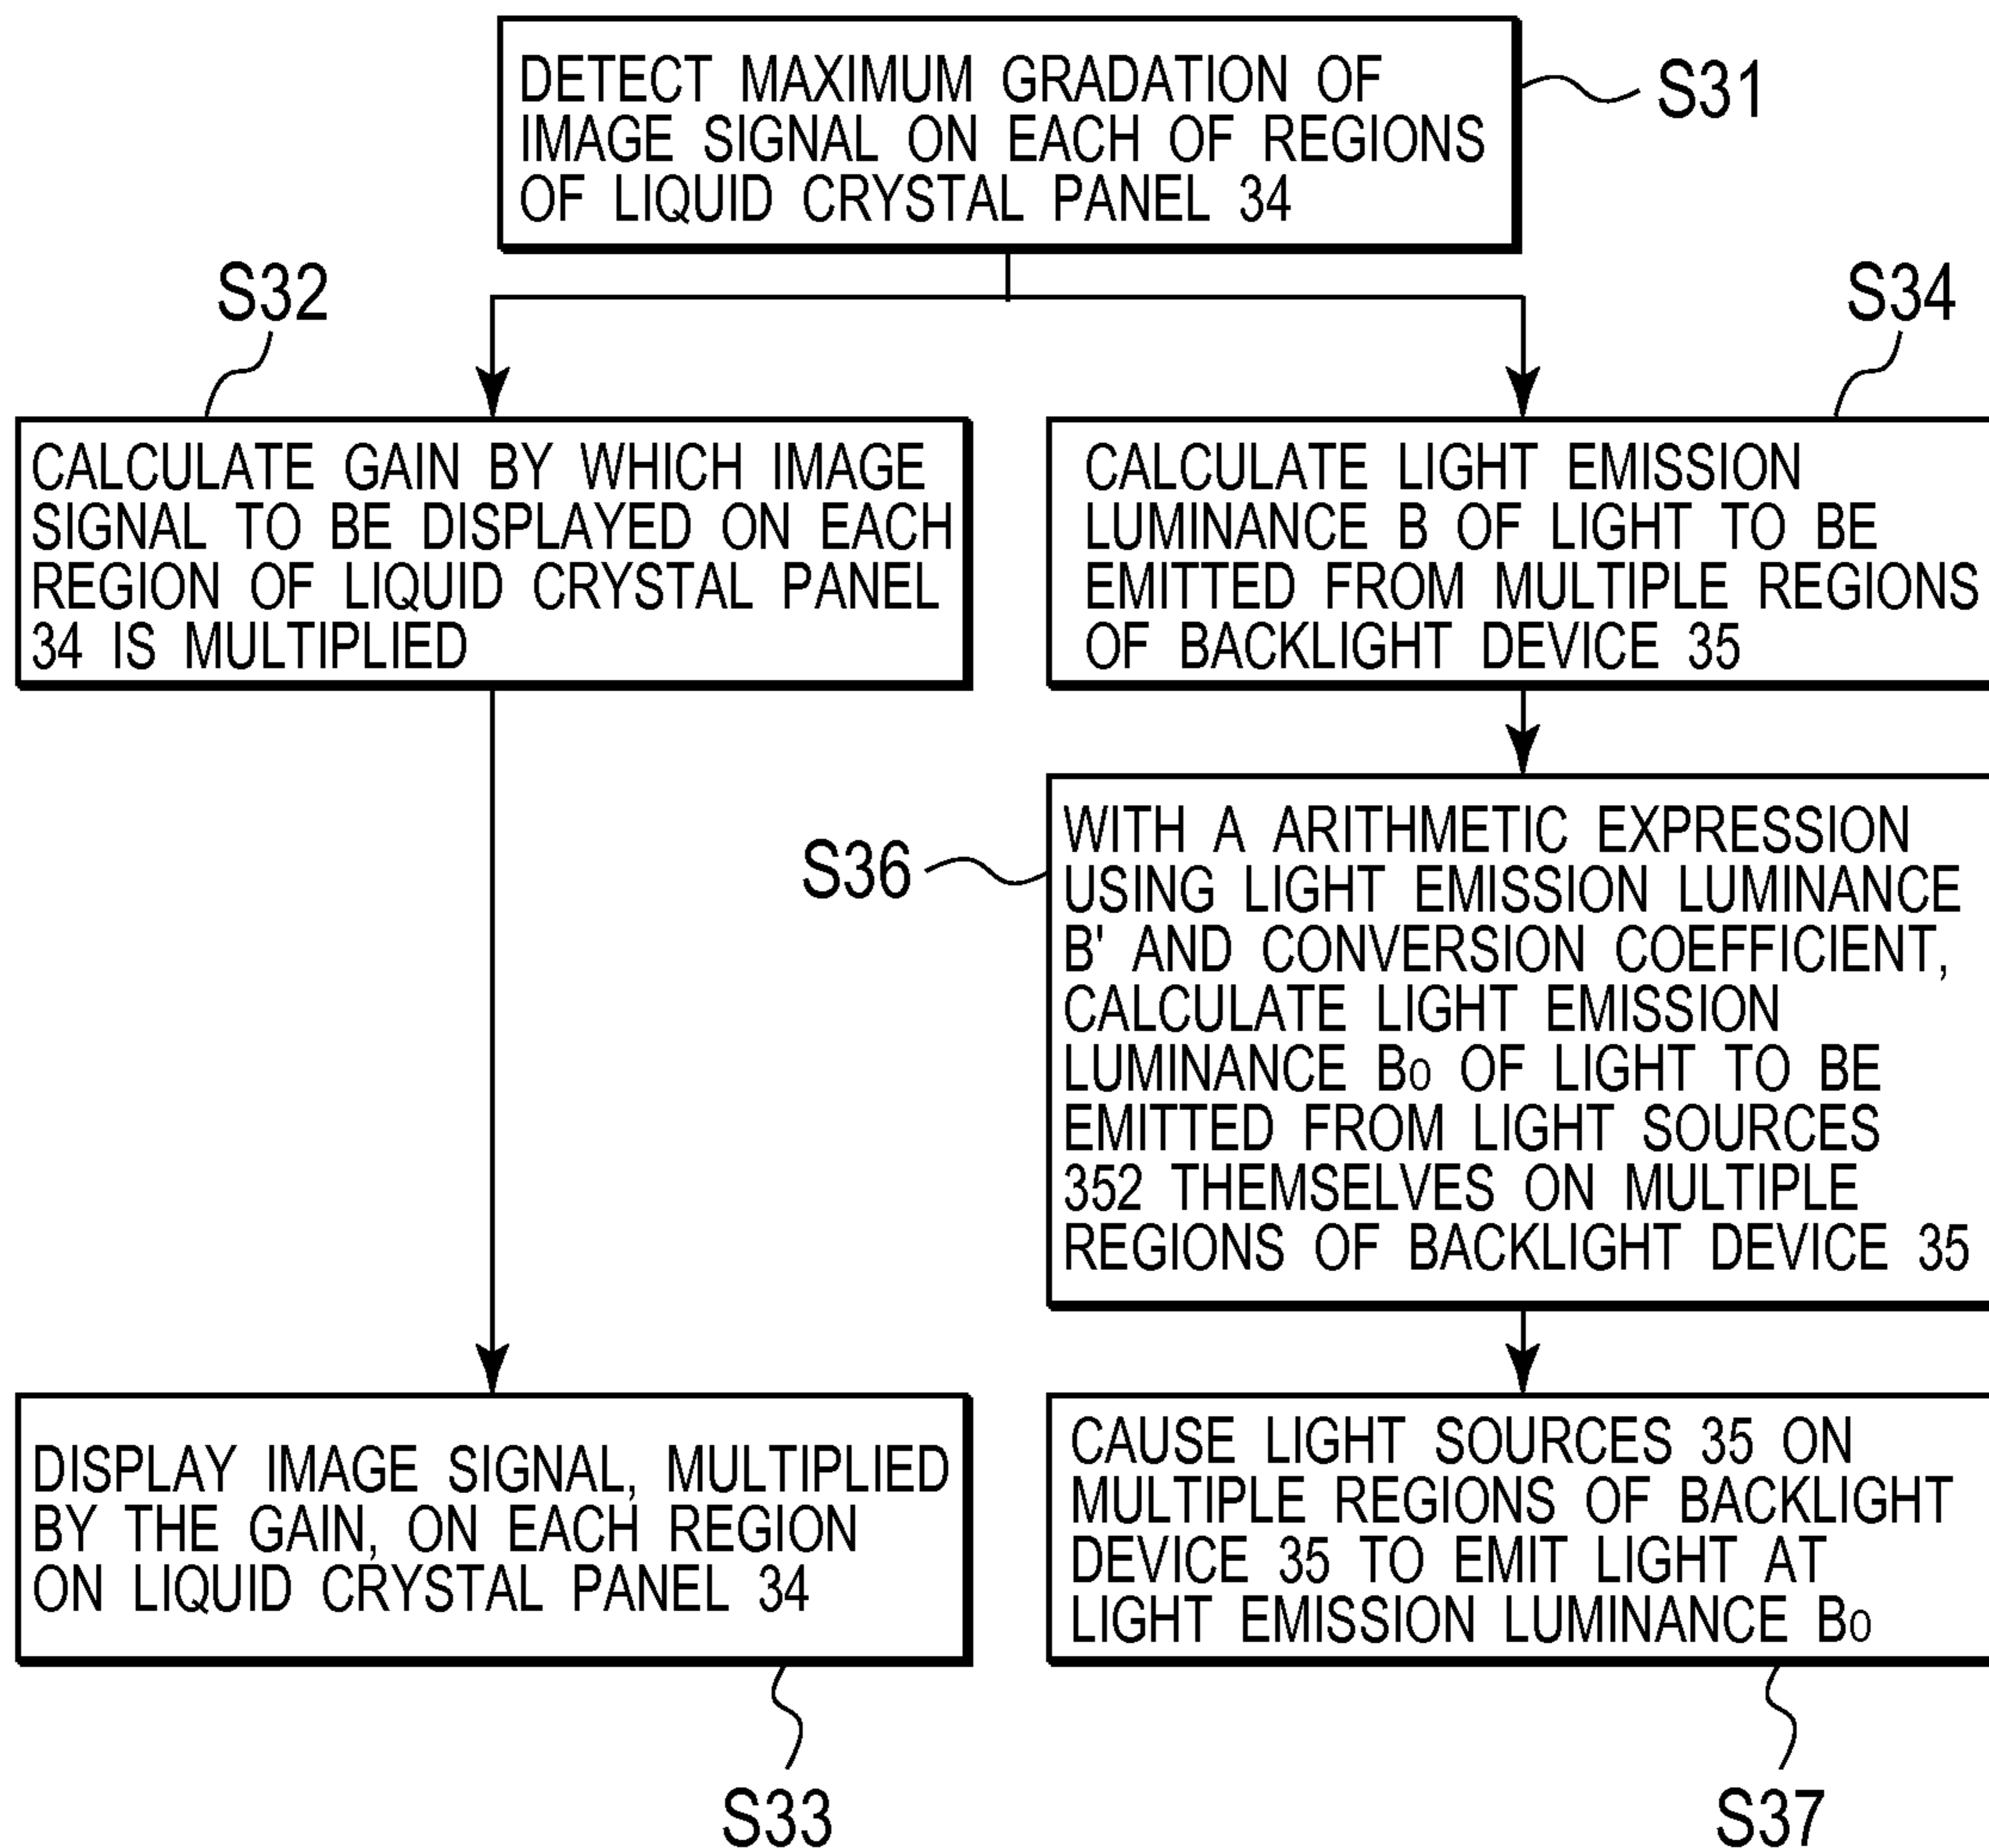 DETECT MAXIMUM GRADATION OF
IMAGE SIGNAL ON EACH OF REGIONS
OF LIQUID CRYSTAL PANEL 34
S31
S32
S34
CALCULATE GAIN BY WHICH IMAGE
SIGNAL TO BE DISPLAYED ON EACH
REGION OF LIQUID CRYSTAL PANEL
34 IS MULTIPLIED
CALCULATE LIGHT EMISSION
LUMINANCE B OF LIGHT TO BE
EMITTED FROM MULTIPLE REGIONS
OF BACKLIGHT DEVICE 35
S36
WITH A ARITHMETIC EXPRESSION
USING LIGHT EMISSION LUMINANCE
B' AND CONVERSION COEFFICIENT,
CALCULATE LIGHT EMISSION
LUMINANCE B₀ OF LIGHT TO BE
EMITTED FROM LIGHT SOURCES
352 THEMSELVES ON MULTIPLE
REGIONS OF BACKLIGHT DEVICE 35
DISPLAY IMAGE SIGNAL, MULTIPLIED
BY THE GAIN, ON EACH REGION
ON LIQUID CRYSTAL PANEL 34
CAUSE LIGHT SOURCES 35 ON
MULTIPLE REGIONS OF BACKLIGHT
DEVICE 35 TO EMIT LIGHT AT
LIGHT EMISSION LUMINANCE B₀
S33
S37